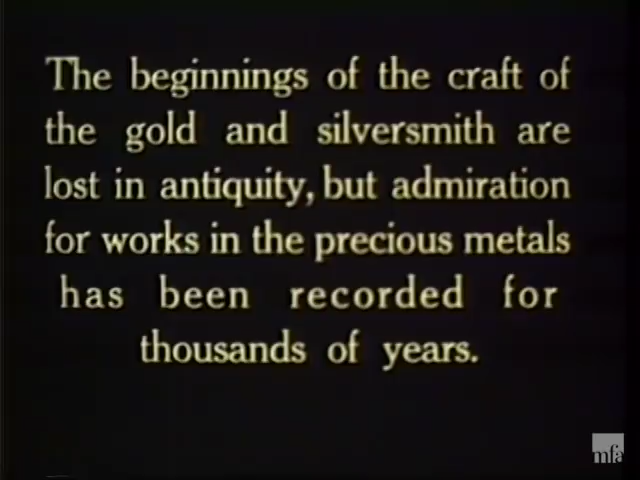 The beginnings of the craft of
the gold and silversmith are
lost in antiquity, but admiration
for works in the precious metals
has been recorded for
thousands of years.
mfa